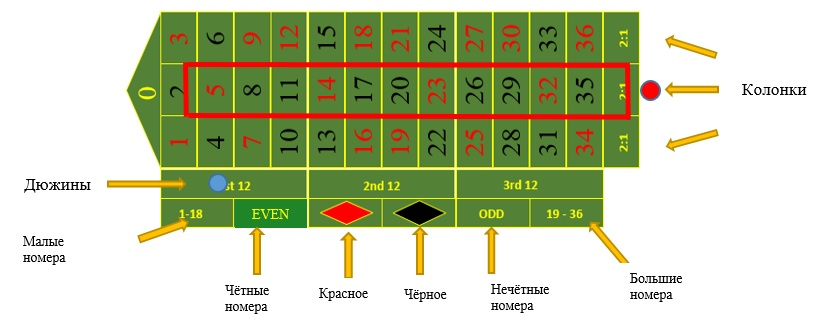 3 6 9 12 15 18 21 24 27 30 33 36 2:1
0 2 5 8 11 14 17 20 23 26 29 32 35 2:1 Колонки
1 4 7 10 13 16 19 22 25 28 31 34 2:1
Дюжины st 12 2nd 12 3rd 12
1-18 EVEN ODD 19 - 36
Малые
номера
Чётные
номера
Красное
Чёрное
Нечётные
номера
Большие
номера